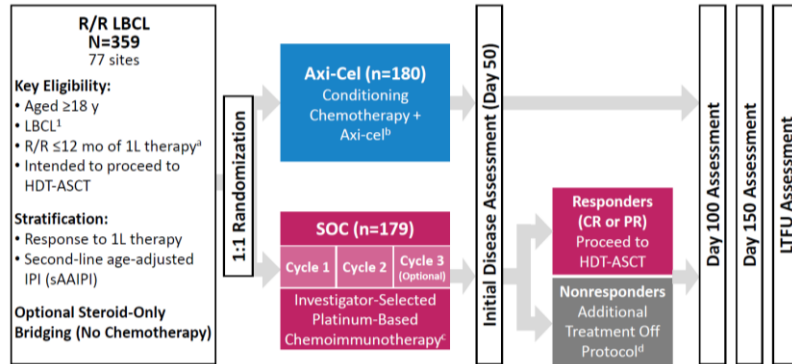 R/R LBCL
N=359
77 sites
Key Eligibility:
• Aged ≥18 y
• LBCL¹
• R/R ≤12 mo of 1L therapyᵃ
• Intended to proceed to
HDT-ASCT
Stratification:
• Response to 1L therapy
• Second-line age-adjusted
IPI (sAAIPI)
Optional Steroid-Only
Bridging (No Chemotherapy)
1:1 Randomization
Axi-Cel (n=180)
Conditioning
Chemotherapy +
Axi-celᵇ
SOC (n=179)
Cycle 1 Cycle 2 Cycle 3
(Optional)
Investigator-Selected
Platinum-Based
Chemoimmunotherapyᶜ
Initial Disease Assessment (Day 50)
Responders
(CR or PR)
Proceed to
HDT-ASCT
Nonresponders
Additional
Treatment Off
Protocolᵈ
Day 100 Assessment
Day 150 Assessment
LTFU Assessment